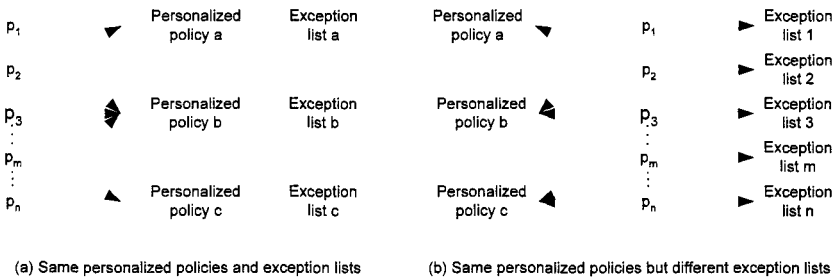 p1 Personalized policy a Exception list a
p2
p3 Personalized policy b Exception list b
pm
pn Personalized policy c Exception list c
(a) Same personalized policies and exception lists
Personalized policy a p1 Exception list 1
p2 Exception list 2
Personalized policy b p3 Exception list 3
pm Exception list m
Personalized policy c pn Exception list n
(b) Same personalized policies but different exception lists